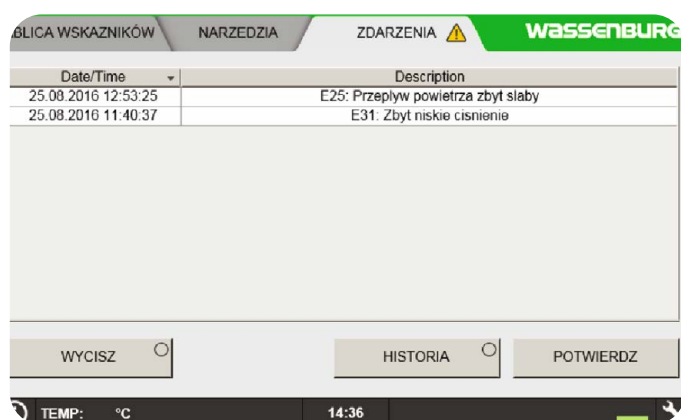 BLICA WSKAZNIKÓW NARZEDZIA ZDARZENIA WASSENBURG
Date/Time Description
25.08.2016 12:53:25 E25: Przeplyw powietrza zbyt slaby
25.08.2016 11:40:37 E31: Zbyt niskie cisnienie
WYCISZ HISTORIA POTWIERDZ
TEMP: °C 14:36